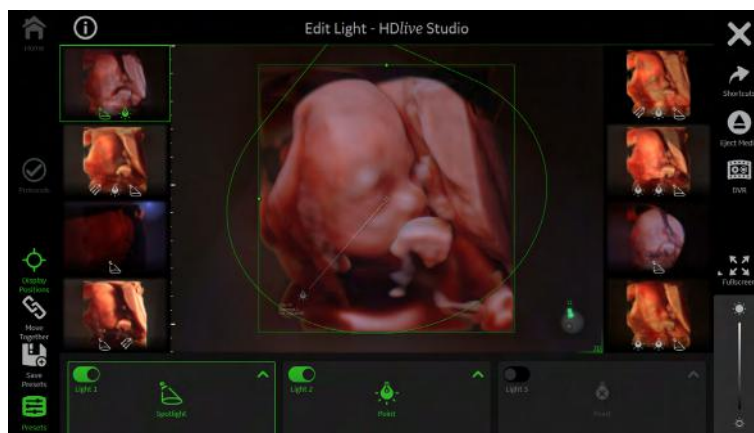 Edit Light - HDlive Studio
Home
Shortcuts
Eject Media
Protocols
DVR
Display
Positions
Move
Together
Fullscreen
Save
Presets
Presets
Light 1
Spotlight
Light 2
Point
Light 3
Point